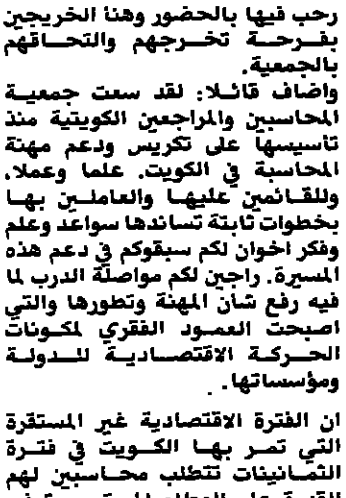 رحب فيها بالحضور وهنأ الخريجين
بفرحة تخرجهم والتحاقهم
بالجمعية.
واضاف قائلا: لقد سعت جمعية
المحاسبين والمراجعين الكويتية منذ
تأسيسها على تكريس ودعم مهنة
المحاسبة في الكويت. علما وعملا.
وللقائمين عليها والعاملين بها
بخطوات ثابتة تساندها سواعد وعلم
وفكر اخوان لكم سبقوكم في دعم هذه
المسيرة. راجين لكم مواصلة الدرب لما
فيه رفع شأن المهنة وتطورها والتي
اصبحت العمود الفقري لمكونات
الحركة الاقتصادية للدولة
ومؤسساتها.
ان الفترة الاقتصادية غير المستقرة
التي تمر بها الكويت في فترة
الثمانينات تتطلب محاسبين لهم